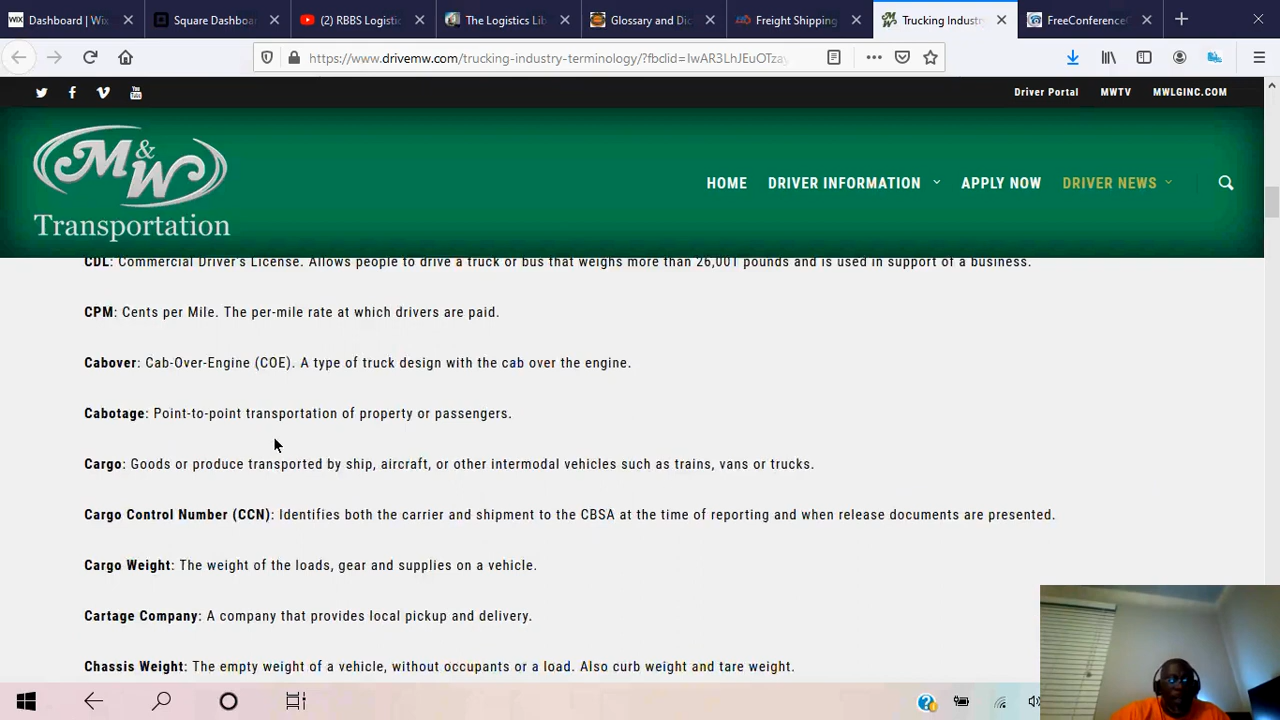 Dashboard | Wix
Square Dashboa
(2) RBBS Logistic
The Logistics Lib
Glossary and Dic
Freight Shipping
Trucking Industr
FreeConference
https://www.drivemw.com/trucking-industry-terminology/?fbclid=IwAR3LhJEuOTzay
Driver Portal MWTV MWLGINC.COM
M&W
Transportation
HOME DRIVER INFORMATION APPLY NOW DRIVER NEWS
CDL: Commercial Driver's License. Allows people to drive a truck or bus that weighs more than 26,001 pounds and is used in support of a business.
CPM: Cents per Mile. The per-mile rate at which drivers are paid.
Cabover: Cab-Over-Engine (COE). A type of truck design with the cab over the engine.
Cabotage: Point-to-point transportation of property or passengers.
Cargo: Goods or produce transported by ship, aircraft, or other intermodal vehicles such as trains, vans or trucks.
Cargo Control Number (CCN): Identifies both the carrier and shipment to the CBSA at the time of reporting and when release documents are presented.
Cargo Weight: The weight of the loads, gear and supplies on a vehicle.
Cartage Company: A company that provides local pickup and delivery.
Chassis Weight: The empty weight of a vehicle, without occupants or a load. Also curb weight and tare weight.